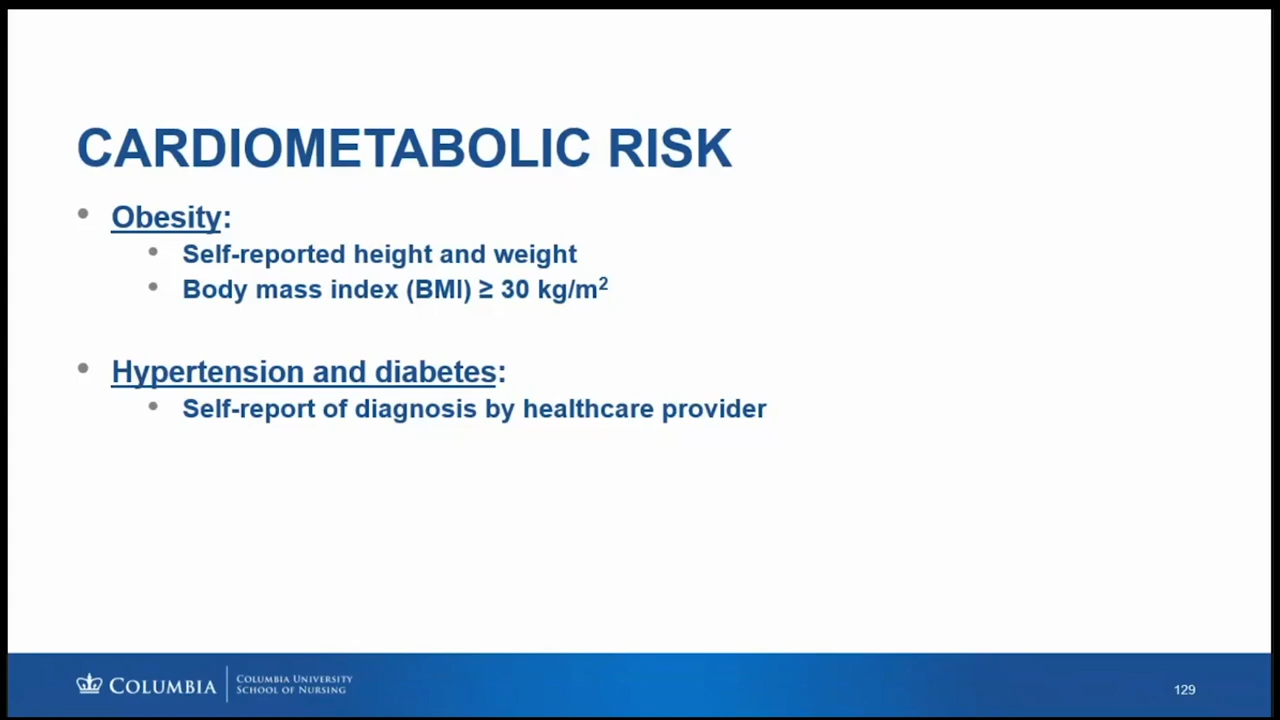 CARDIOMETABOLIC RISK
• Obesity:
• Self-reported height and weight
• Body mass index (BMI) ≥ 30 kg/m²
• Hypertension and diabetes:
• Self-report of diagnosis by healthcare provider
COLUMBIA
COLUMBIA UNIVERSITY
SCHOOL OF NURSING
129